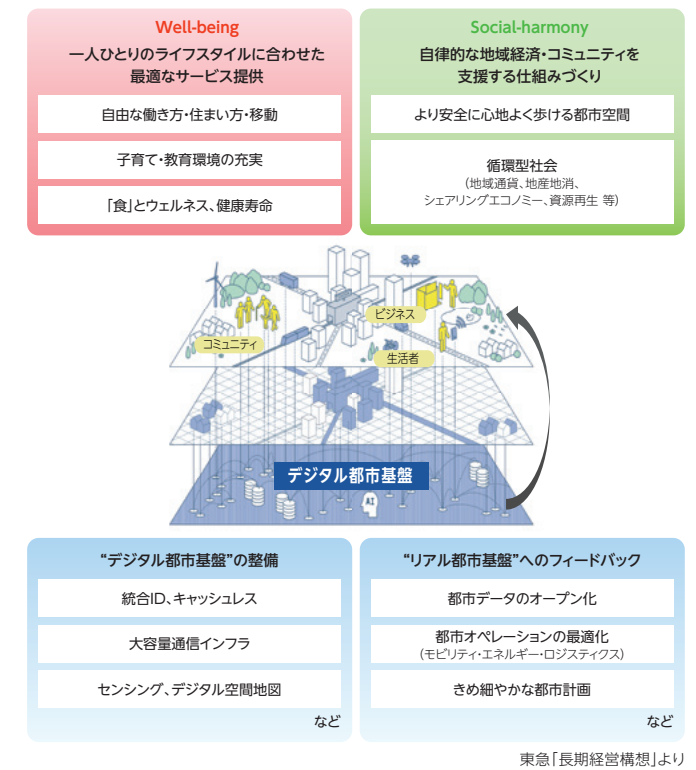 Well-being
一人ひとりのライフスタイルに合わせた
最適なサービス提供
自由な働き方・住まい方・移動
子育て・教育環境の充実
「食」とウェルネス、健康寿命
Social-harmony
自律的な地域経済・コミュニティを
支援する仕組みづくり
より安全に心地よく歩ける都市空間
循環型社会
（地域通貨、地産地消、
シェアリングエコノミー、資源再生 等）
ビジネス
コミュニティ
生活者
デジタル都市基盤
AI
“デジタル都市基盤”の整備
統合ID、キャッシュレス
大容量通信インフラ
センシング、デジタル空間地図
など
“リアル都市基盤”へのフィードバック
都市データのオープン化
都市オペレーションの最適化
（モビリティ・エネルギー・ロジスティクス）
きめ細やかな都市計画
など
東急「長期経営構想」より